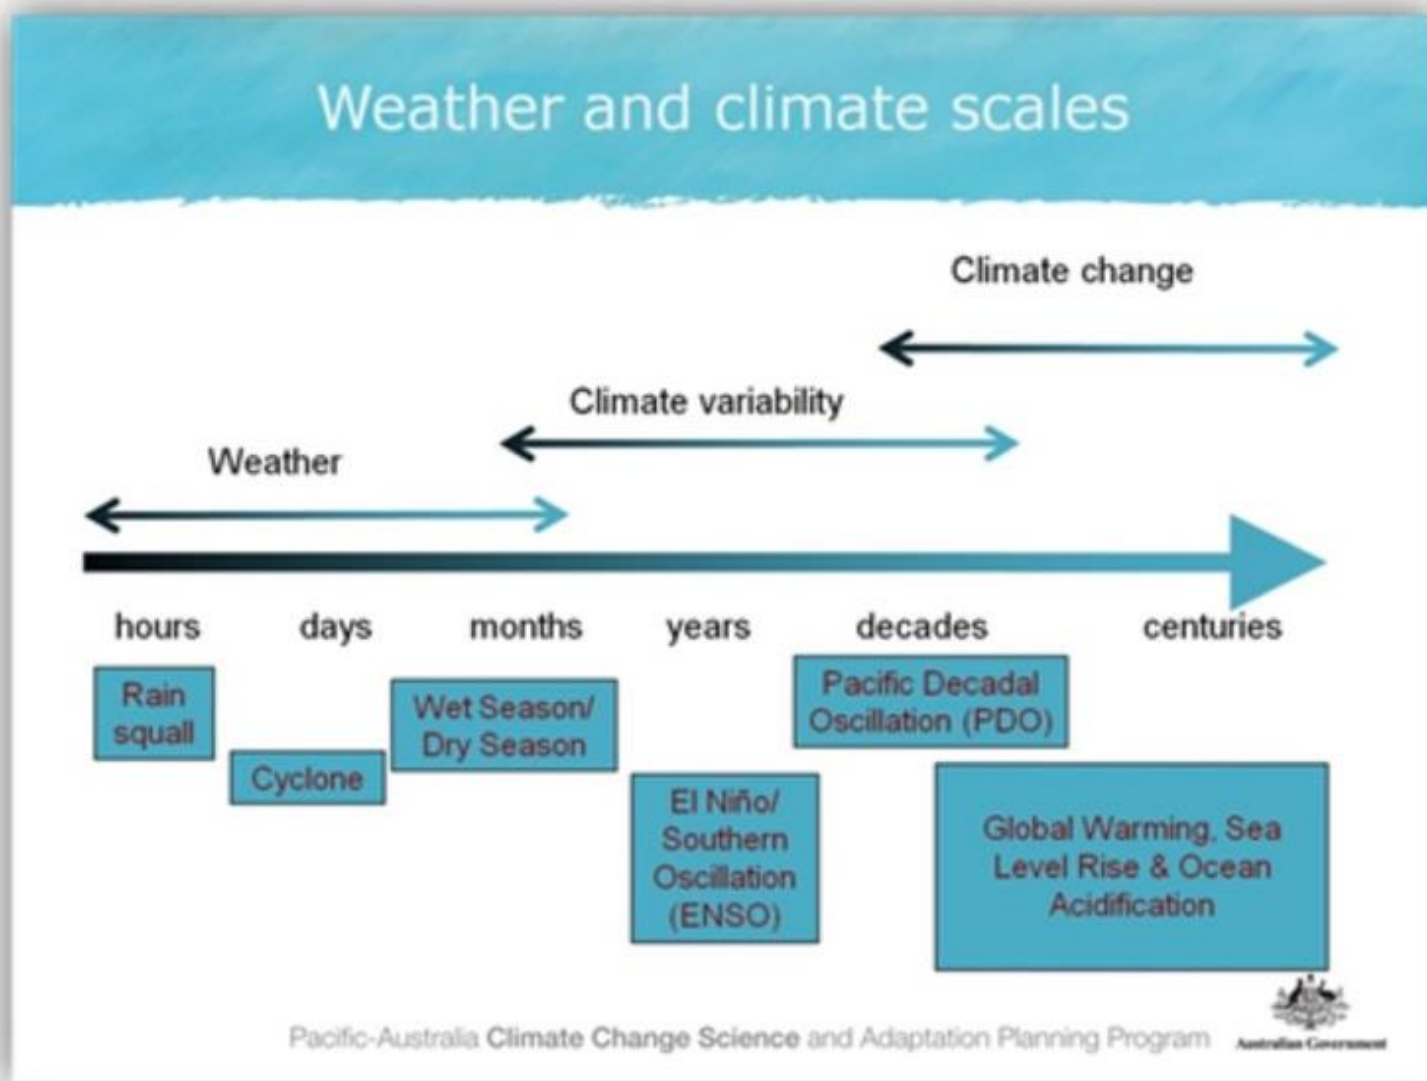 Weather and climate scales
Climate change
Climate variability
Weather
hours days months years decades centuries
Rain
squall
Cyclone
Wet Season/
Dry Season
El Niño/
Southern
Oscillation
(ENSO)
Pacific Decadal
Oscillation (PDO)
Global Warming, Sea
Level Rise & Ocean
Acidification
Pacific-Australia Climate Change Science and Adaptation Planning Program
Australian Government